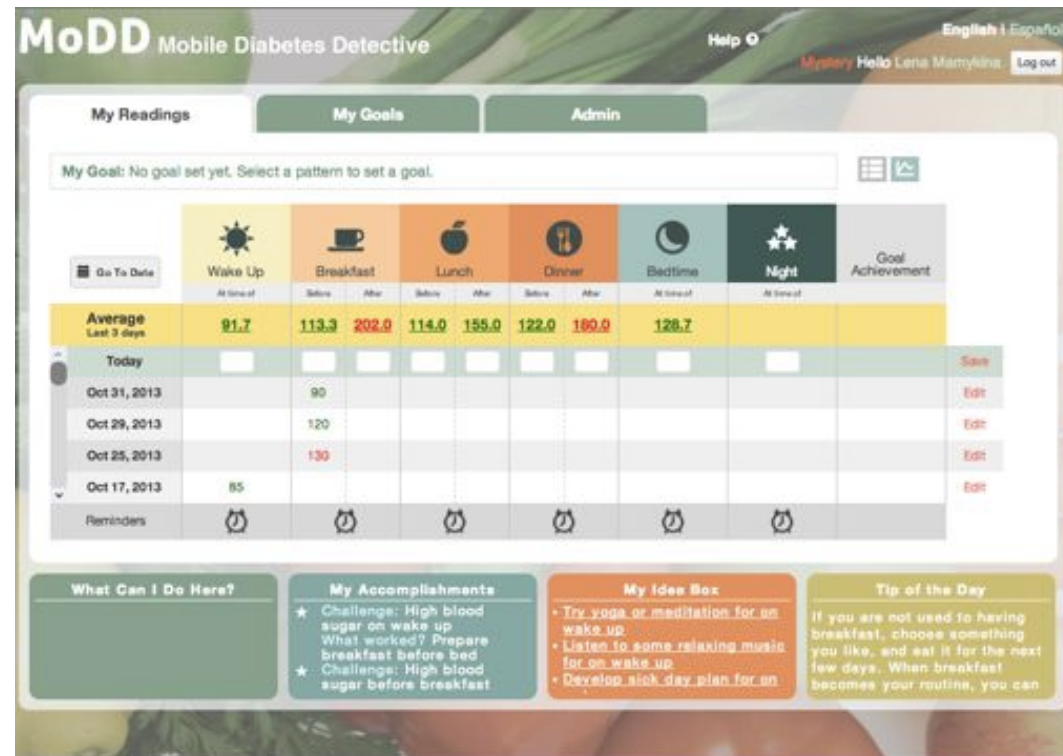 MoDD Mobile Diabetes Detective
Help
English | Español
Mystery Hello Lena Mamykina Log out
My Readings
My Goals
Admin
My Goal: No goal set yet. Select a pattern to set a goal.
Go To Date
Wake Up
Breakfast
Lunch
Dinner
Bedtime
Night
Goal
Achievement
At time of Before After Before After Before After At time of At time of
Average
Last 3 days
91.7 113.3 202.0 114.0 155.0 122.0 180.0 128.7
Today Save
Oct 31, 2013 90 Edit
Oct 29, 2013 120 Edit
Oct 25, 2013 130 Edit
Oct 17, 2013 85 Edit
Reminders
What Can I Do Here?
My Accomplishments
Challenge: High blood
sugar on wake up
What worked? Prepare
breakfast before bed
Challenge: High blood
sugar before breakfast
My Idea Box
• Try yoga or meditation for on
wake up
• Listen to some relaxing music
for on wake up
• Develop sick day plan for on
Tip of the Day
If you are not used to having
breakfast, choose something
you like, and eat it for the next
few days. When breakfast
becomes your routine, you can